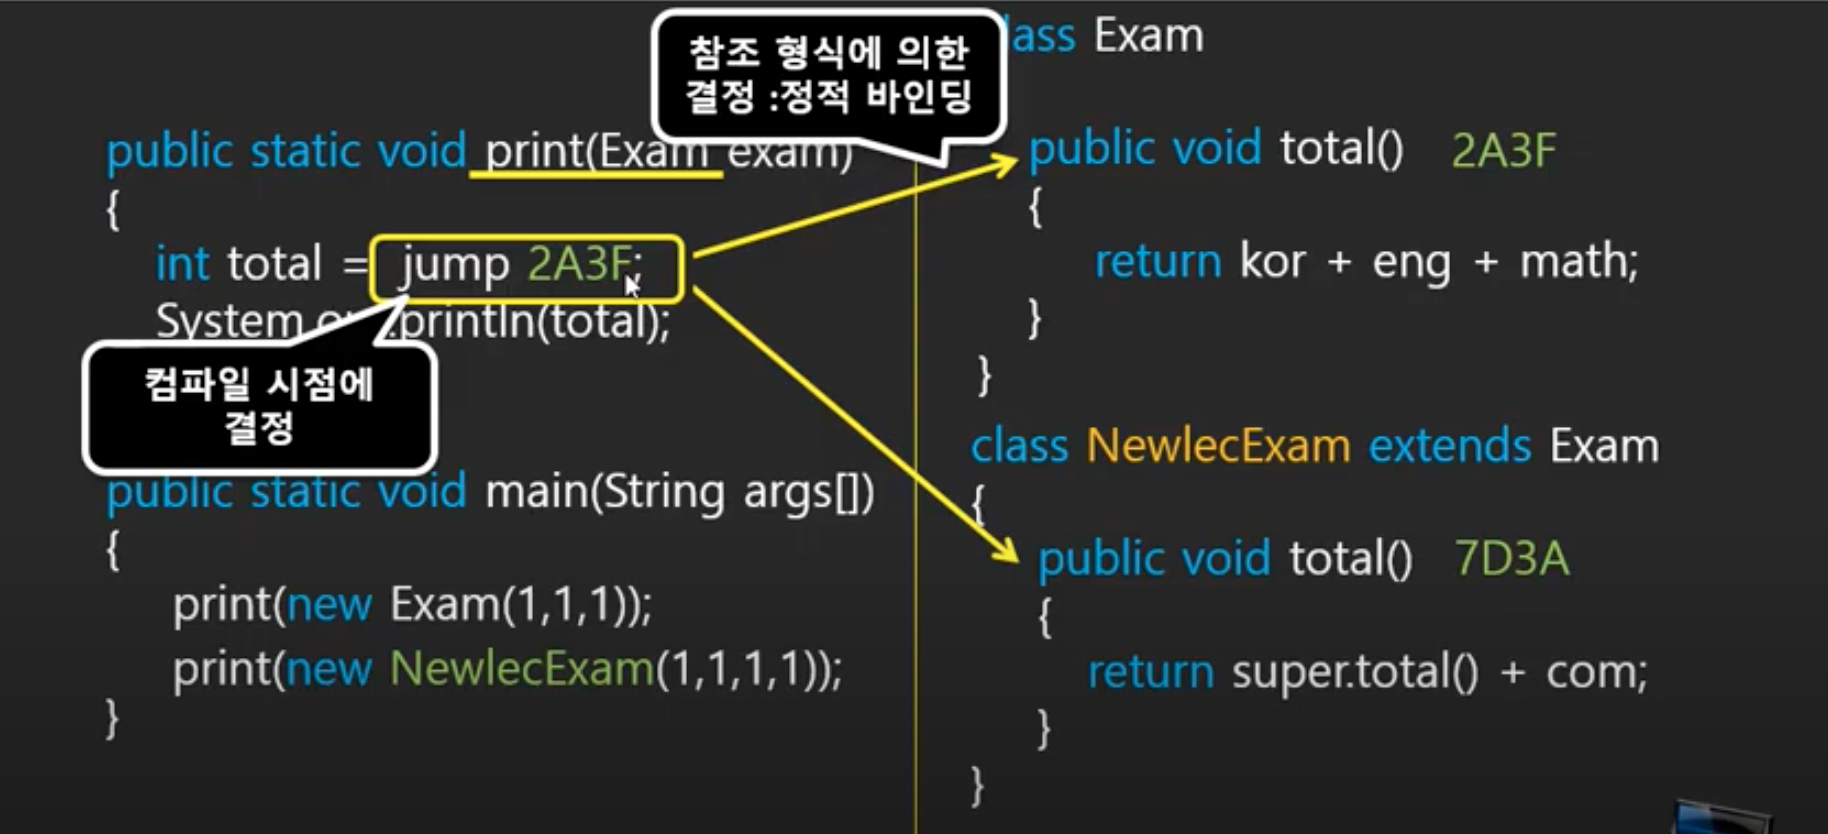 참조 형식에 의한
결정 :정적 바인딩
public static void print(Exam exam)
{
int total = jump 2A3F;
System println(total);
컴파일 시점에
결정
public static void main(String args[])
{
print(new Exam(1,1,1));
print(new NewlecExam(1,1,1,1));
}
Exam
public void total() 2A3F
{
return kor + eng + math;
}
}
class NewlecExam extends Exam
{
public void total() 7D3A
{
return super.total() + com;
}
}